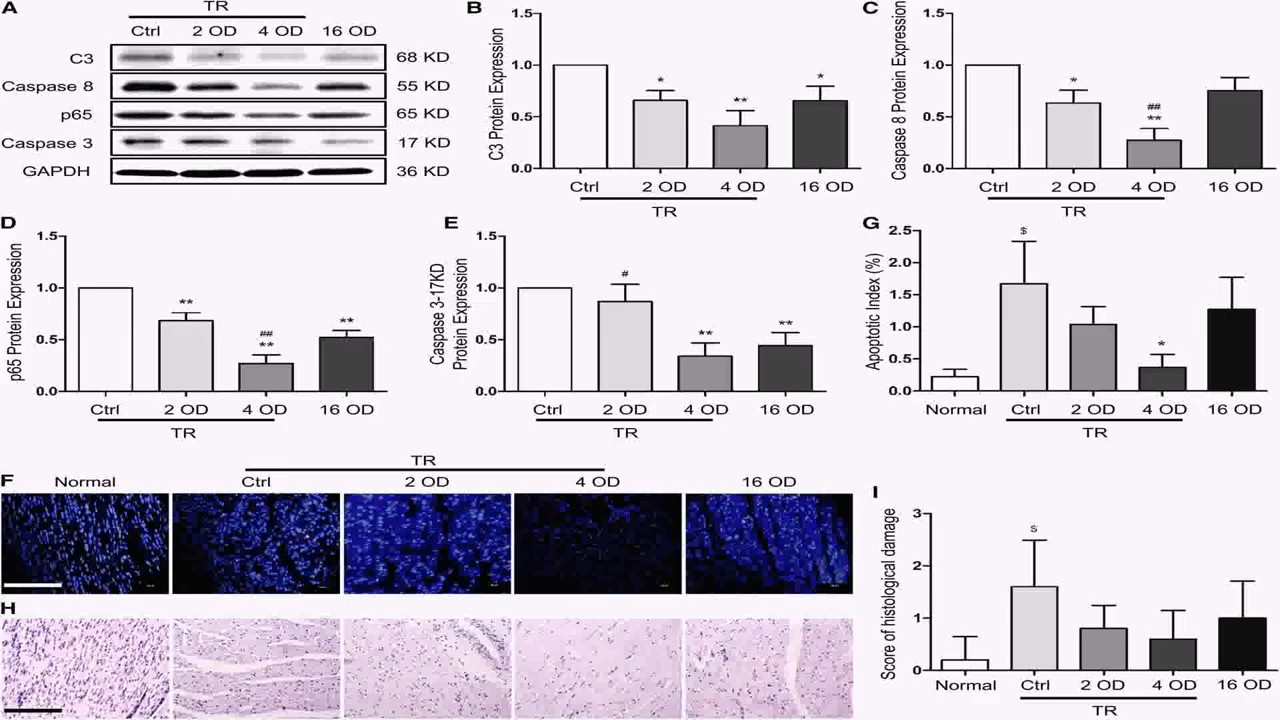 A
TR
Ctrl 2 OD 4 OD 16 OD
C3 68 KD
Caspase 8 55 KD
p65 65 KD
Caspase 3 17 KD
GAPDH 36 KD
B
C3 Protein Expression
1.5
1.0
0.5
0.0
* ** *
Ctrl 2 OD 4 OD 16 OD
TR
C
Caspase 8 Protein Expression
1.5
1.0
0.5
0.0
* ## **
Ctrl 2 OD 4 OD 16 OD
TR
D
p65 Protein Expression
1.5
1.0
0.5
0.0
** ## ** **
Ctrl 2 OD 4 OD 16 OD
TR
E
Caspase 3-17KD
Protein Expression
1.5
1.0
0.5
0.0
# ** **
Ctrl 2 OD 4 OD 16 OD
TR
G
Apoptotic Index (%)
2.5
2.0
1.5
1.0
0.5
0.0
$ *
Normal Ctrl 2 OD 4 OD 16 OD
TR
F
TR
Normal Ctrl 2 OD 4 OD 16 OD
H
I
Score of histological damage
3
2
1
0
$
Normal Ctrl 2 OD 4 OD 16 OD
TR